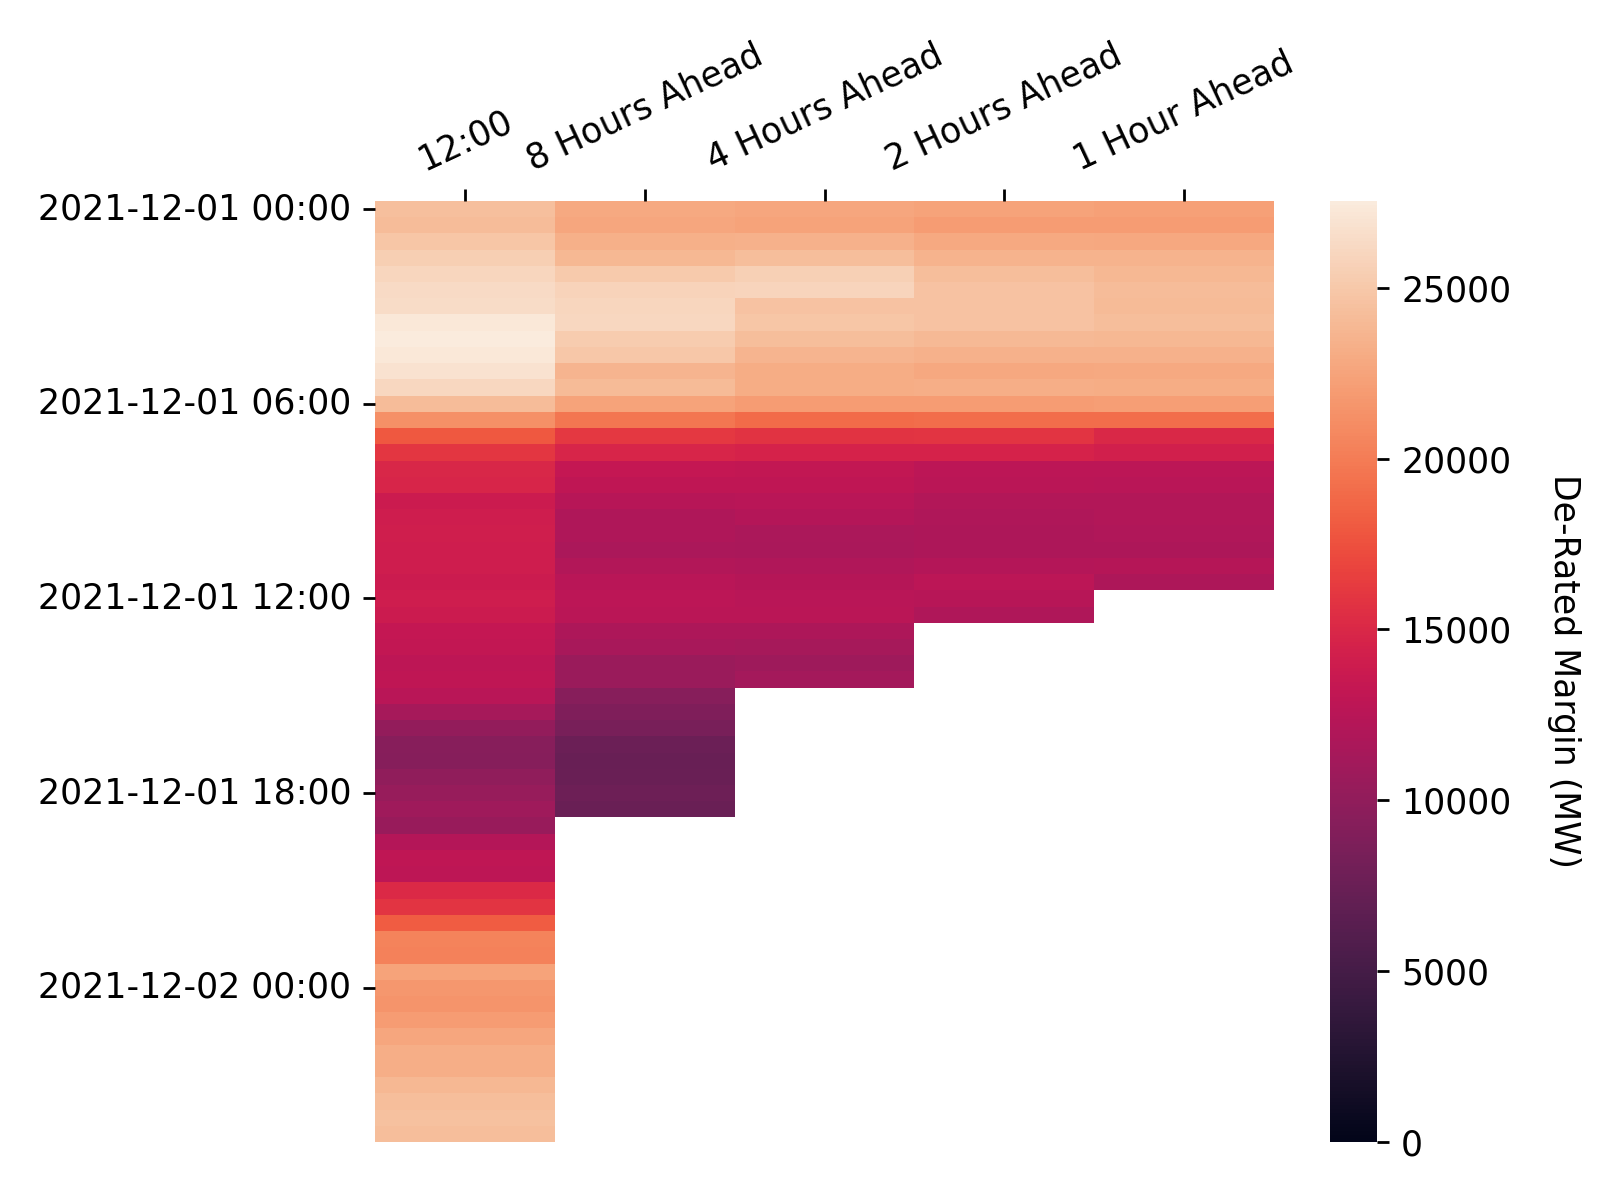 12:00
8 Hours Ahead
4 Hours Ahead
2 Hours Ahead
1 Hour Ahead
2021-12-01 00:00
2021-12-01 06:00
2021-12-01 12:00
2021-12-01 18:00
2021-12-02 00:00
25000
20000
15000
10000
5000
0
De-Rated Margin (MW)